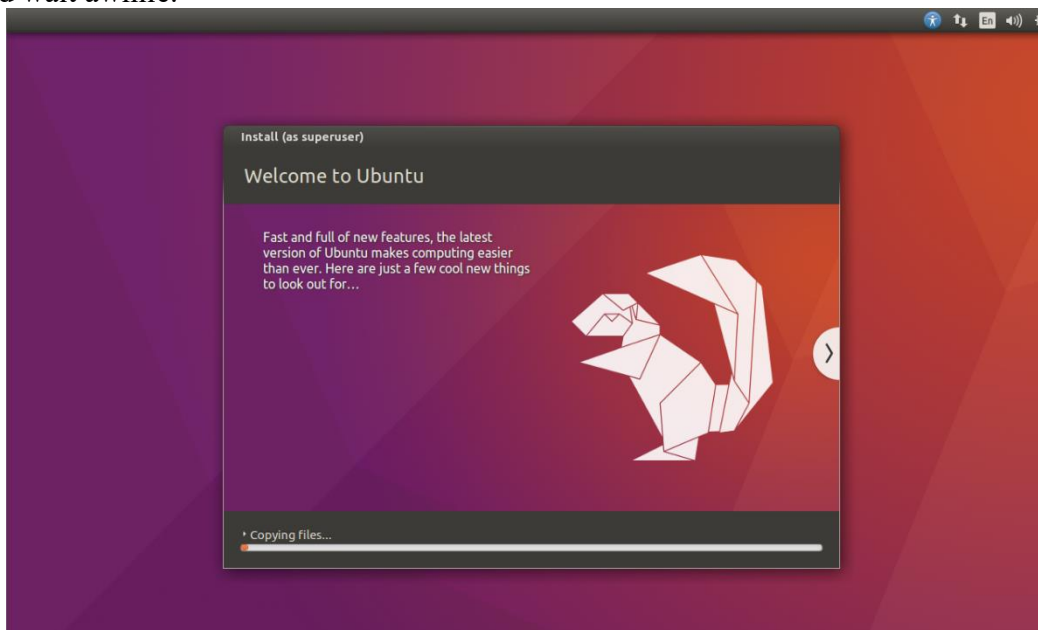 En
Install (as superuser)
Welcome to Ubuntu
Fast and full of new features, the latest
version of Ubuntu makes computing easier
than ever. Here are just a few cool new things
to look out for…
Copying files...